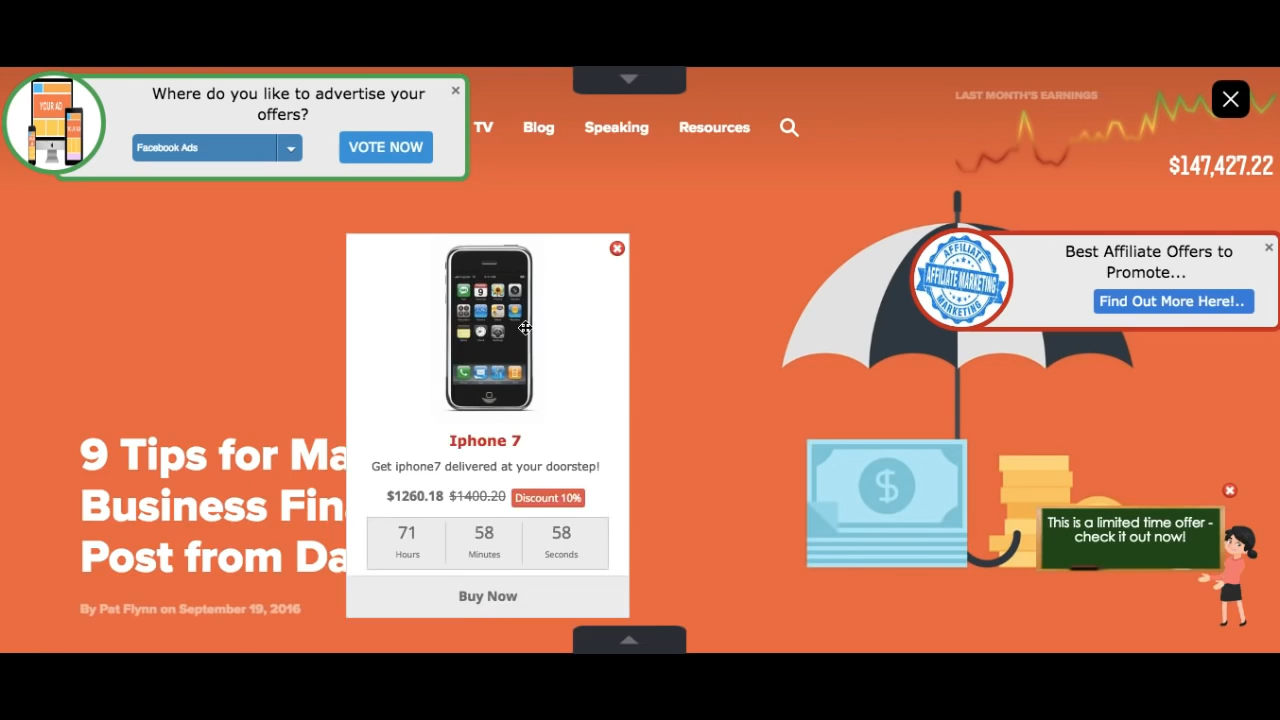 Where do you like to advertise your
offers?
YOUR AD
Facebook Ads
VOTE NOW
TV
Blog
Speaking
Resources
LAST MONTH'S EARNINGS
$147,427.22
AFFILIATE
AFFILIATE MARKETING
MARKETING
Best Affiliate Offers to
Promote...
Find Out More Here!..
Iphone 7
Get iphone7 delivered at your doorstep!
$1260.18 $1400.20 Discount 10%
71 58 58
Hours Minutes Seconds
Buy Now
9 Tips for Ma
Business Fin
Post from Da
By Pat Flynn on September 19, 2016
$
This is a limited time offer -
check it out now!